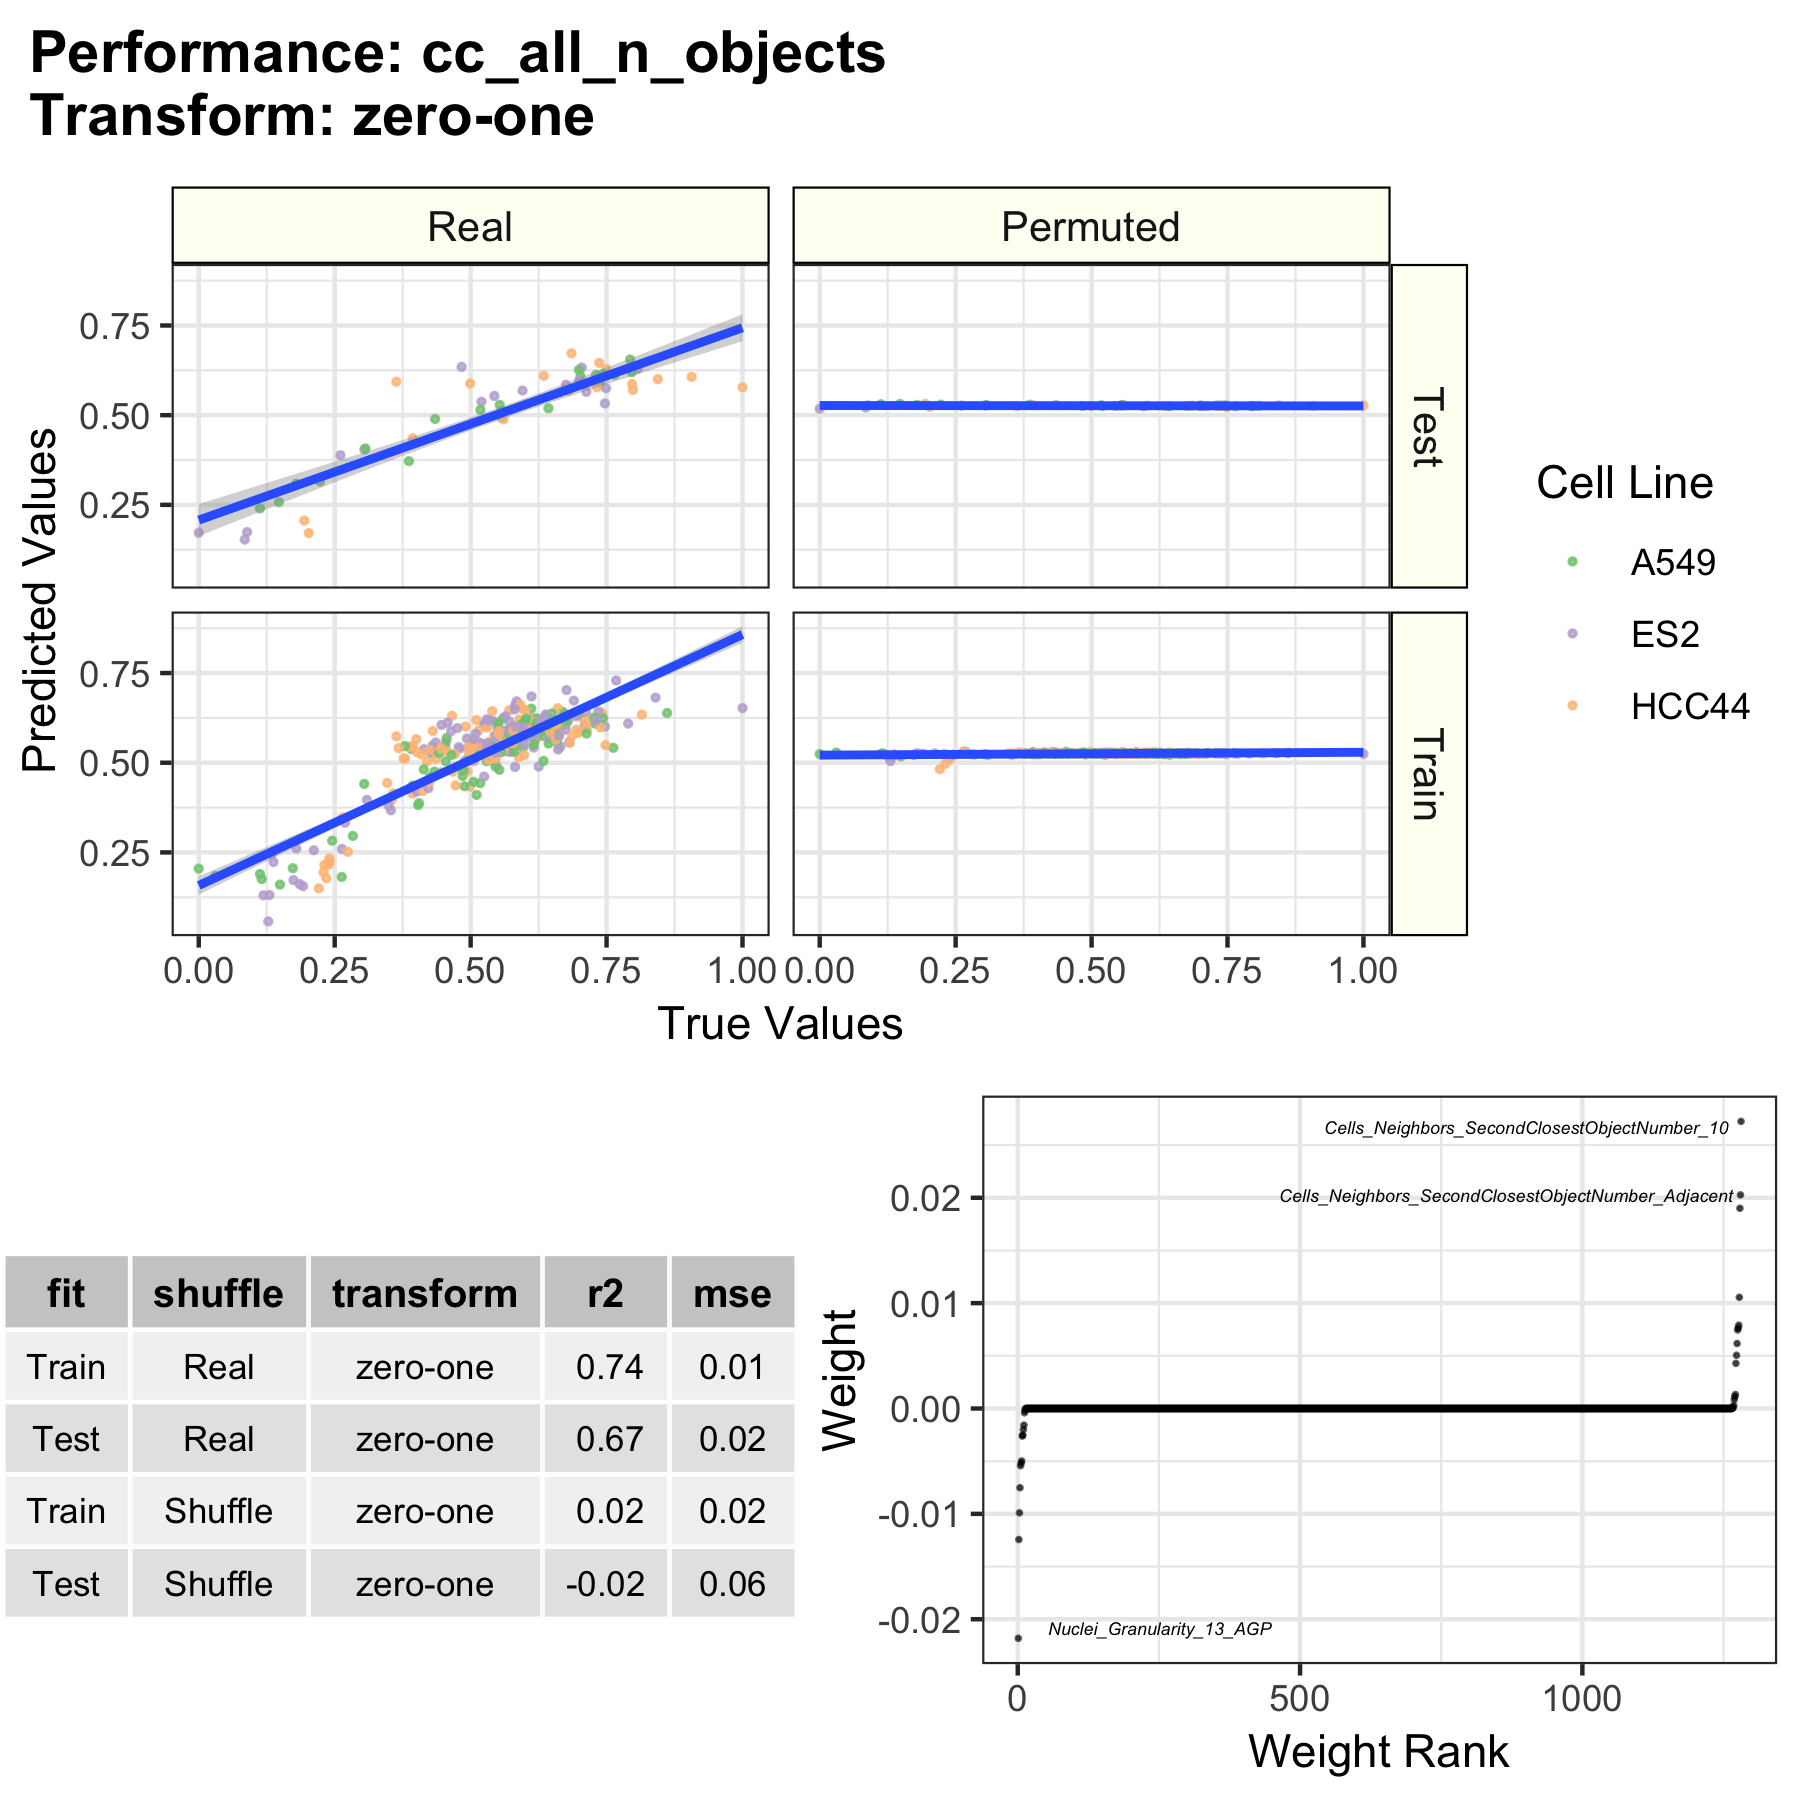 Performance: cc_all_n_objects
Transform: zero-one
Real
Permuted
0.75
0.50
0.25
Test
0.75
0.50
0.25
Train
Predicted Values
0.00 0.25 0.50 0.75 1.00 0.00 0.25 0.50 0.75 1.00
True Values
Cell Line
A549
ES2
HCC44
fit shuffle transform r2 mse
Train Real zero-one 0.74 0.01
Test Real zero-one 0.67 0.02
Train Shuffle zero-one 0.02 0.02
Test Shuffle zero-one -0.02 0.06
Cells_Neighbors_SecondClosestObjectNumber_10
Cells_Neighbors_SecondClosestObjectNumber_Adjacent
Nuclei_Granularity_13_AGP
0.02
0.01
0.00
-0.01
-0.02
Weight
0 500 1000
Weight Rank